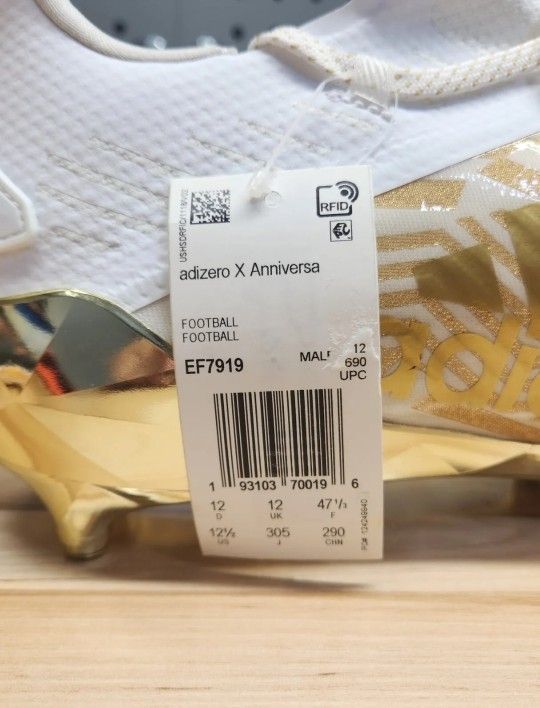 RFID
adizero X Anniversa
FOOTBALL
FOOTBALL
EF7919
MALE
12
690
UPC
1 93103 70019 6
12 12 47 1/3
D UK F
12½ 305 290
US J CHN
adidas